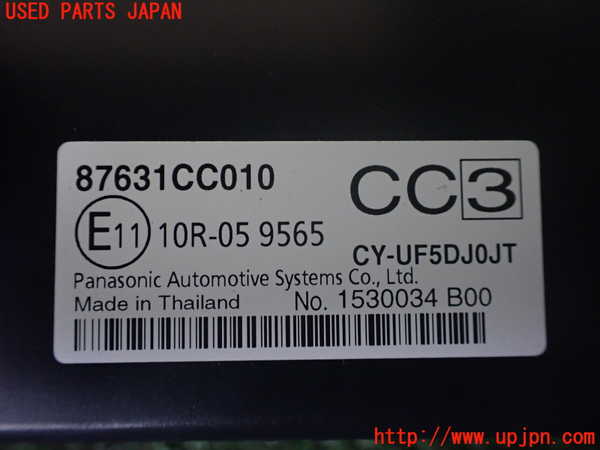 USED PARTS JAPAN
87631CC010
CC3
E11 10R-05 9565
CY-UF5DJ0JT
Panasonic Automotive Systems Co., Ltd.
Made in Thailand No. 1530034 B00
http://www.upjpn.com/